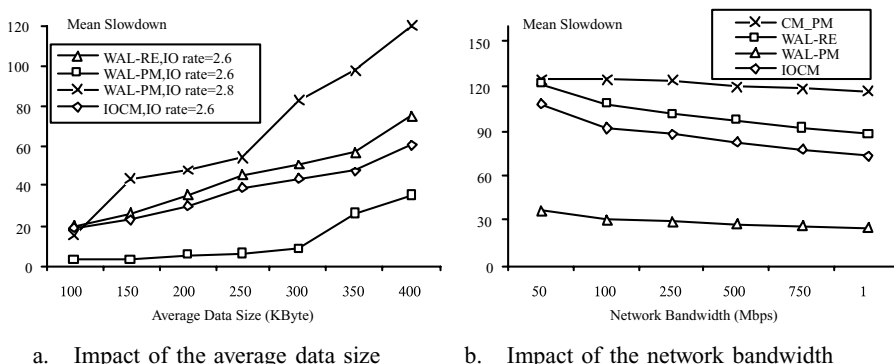 Mean Slowdown
120
100
80
60
40
20
0
WAL-RE,IO rate=2.6
WAL-PM,IO rate=2.6
WAL-PM,IO rate=2.8
IOCM,IO rate=2.6
100 150 200 250 300 350 400
Average Data Size (KByte)
a. Impact of the average data size
Mean Slowdown
150
120
90
60
30
0
CM_PM
WAL-RE
WAL-PM
IOCM
50 100 250 500 750 1
Network Bandwidth (Mbps)
b. Impact of the network bandwidth